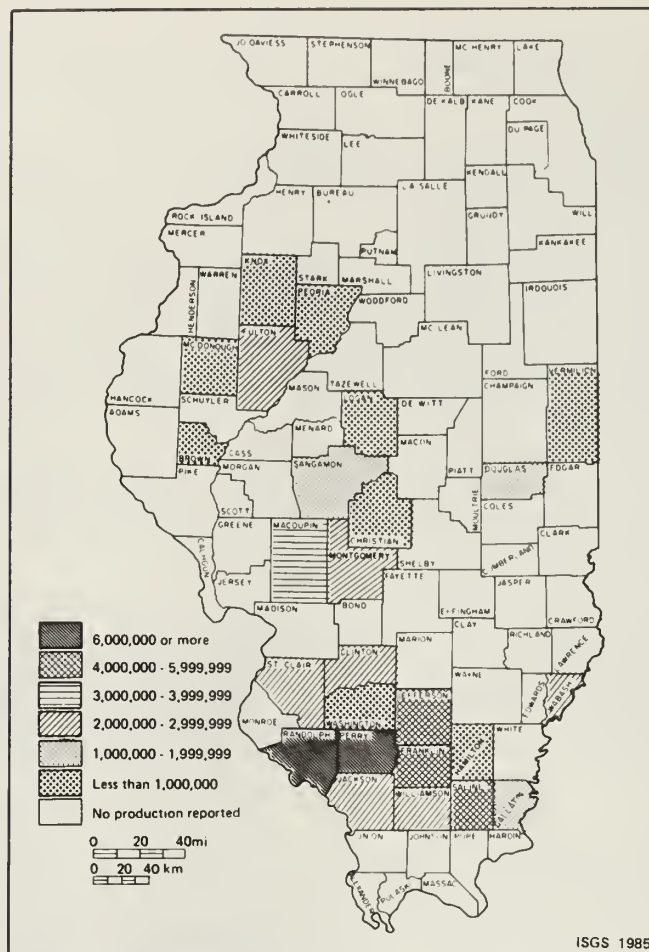 JO DAVIESS STEPHENSON WINNEBAGO BOONE MC HENRY LAKE
CARROLL OGLE DE KALB KANE COOK
DU PAGE
WHITESIDE LEE
KENDALL
HENRY BUREAU LA SALLE
ROCK ISLAND GRUNDY WILL
MERCER PUTNAM KANKAKEE
KNOX
WARREN STARK MARSHALL LIVINGSTON
HENDERSON PEORIA WOODFORD IROQUOIS
FULTON MC LEAN
MCDONOUGH
HANCOCK SCHUYLER MASON TAZEWELL FORD VERMILION
ADAMS LOGAN DE WITT CHAMPAIGN
MENARD MACON
BROWN CASS
PIKE MORGAN SANGAMON PIATT DOUGLAS EDGAR
SCOTT MOULTRIE COLES
GREENE MACOUPIN CHRISTIAN CLARK
CALHOUN MONTGOMERY SHELBY CUMBERLAND
JERSEY FAYETTE JASPER
MADISON BOND EFFINGHAM CRAWFORD
CLAY RICHLAND LAWRENCE
MARION
CLINTON
ST. CLAIR WAYNE EDWARDS WABASH
JEFFERSON
MONROE WASHINGTON WHITE
RANDOLPH PERRY HAMILTON
FRANKLIN
JACKSON WILLIAMSON SALINE GALLATIN
UNION JOHNSON POPE HARDIN
ALEXANDER PULASKI MASSAC
6,000,000 or more
4,000,000 - 5,999,999
3,000,000 - 3,999,999
2,000,000 - 2,999,999
1,000,000 - 1,999,999
Less than 1,000,000
No production reported
0 20 40mi
0 20 40 km
ISGS 1985